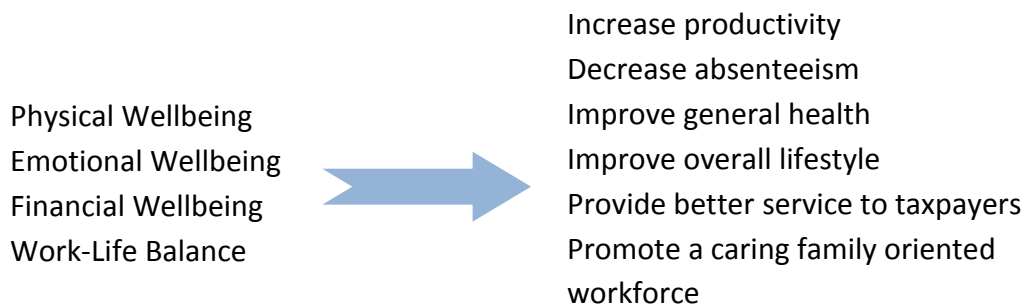 Physical Wellbeing
Emotional Wellbeing
Financial Wellbeing
Work-Life Balance
Increase productivity
Decrease absenteeism
Improve general health
Improve overall lifestyle
Provide better service to taxpayers
Promote a caring family oriented
workforce